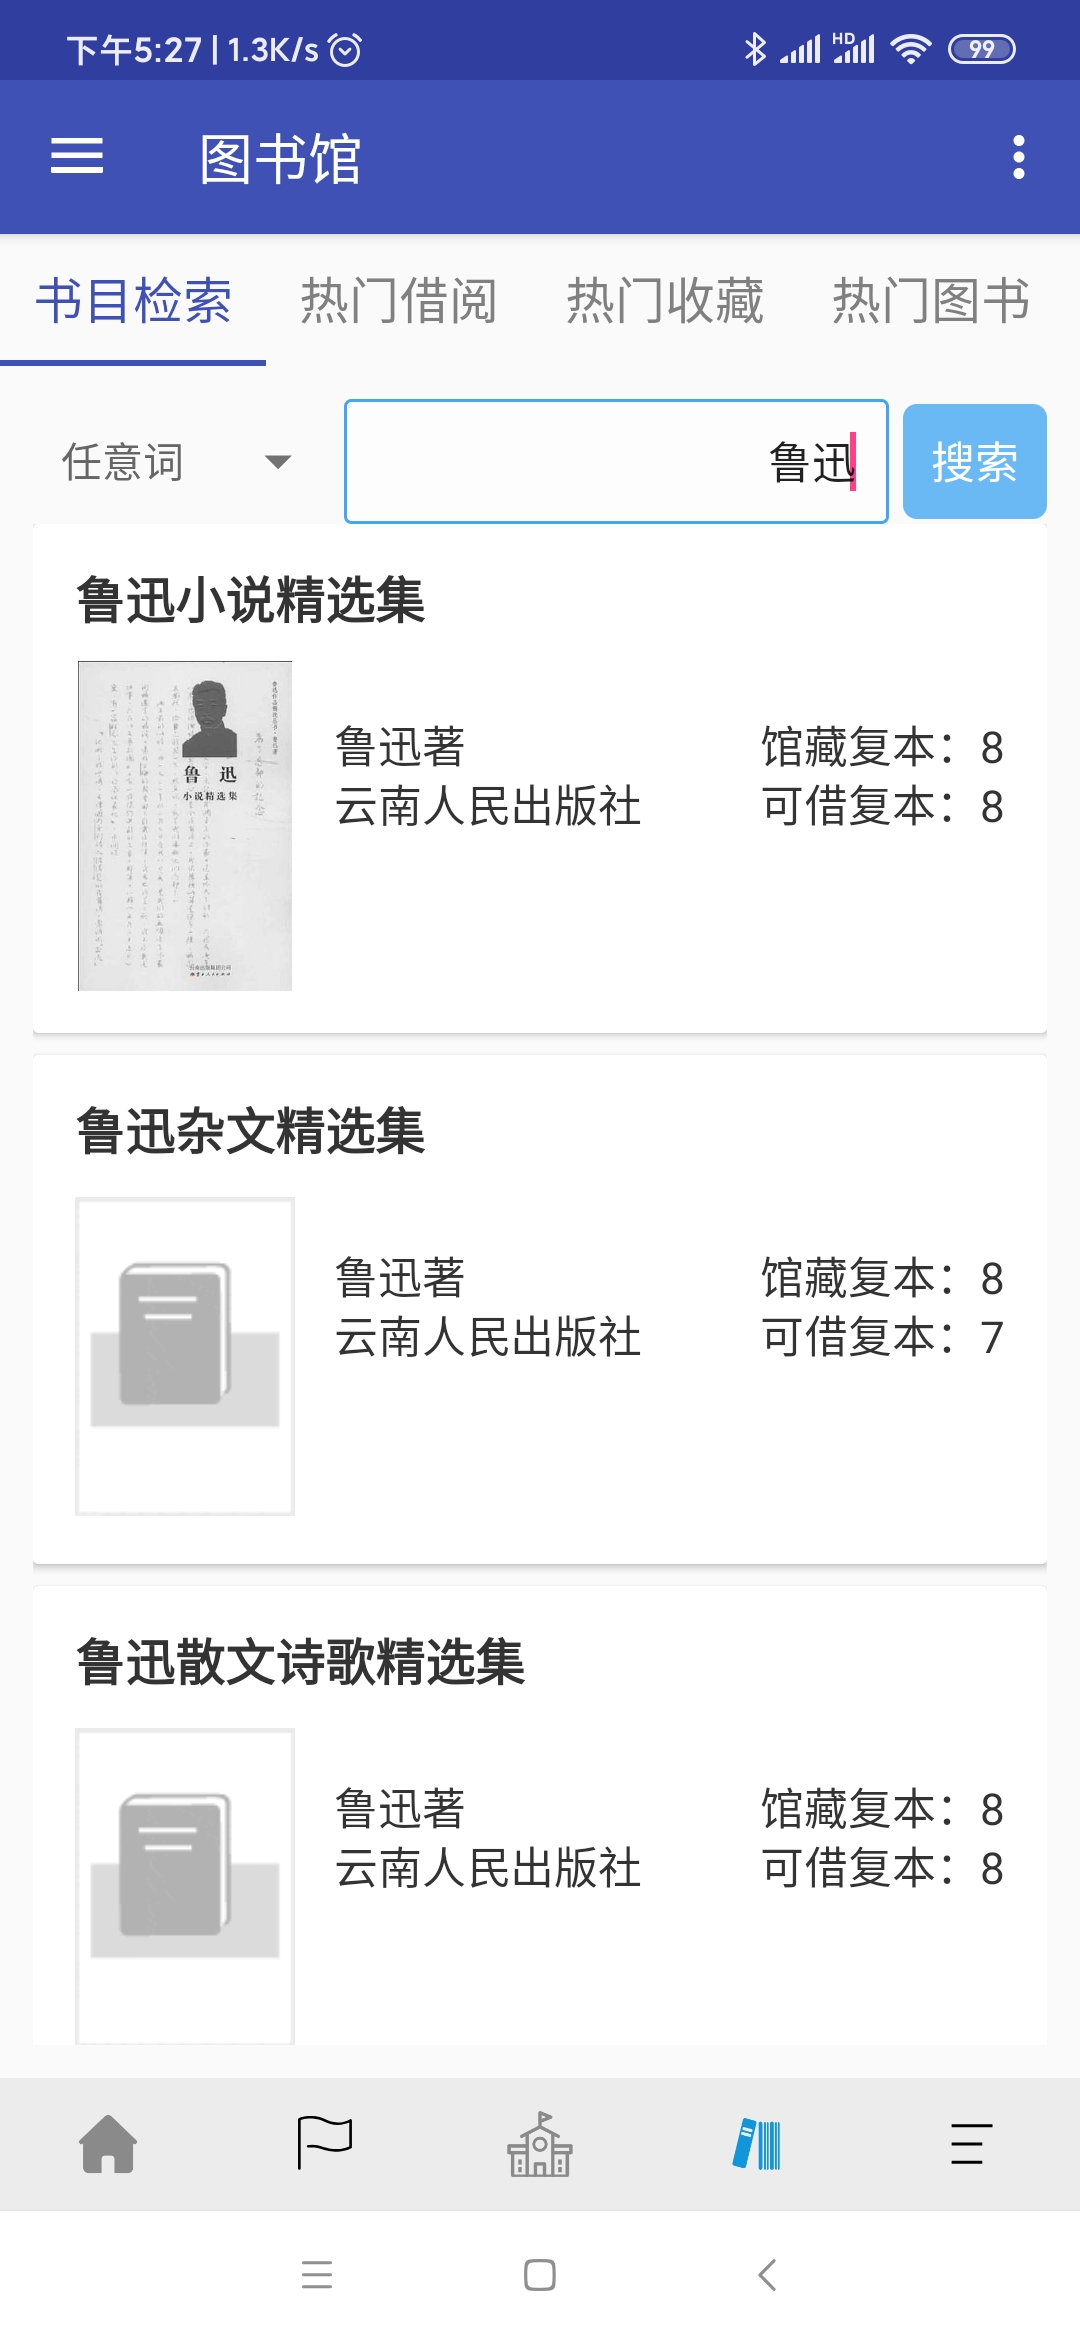 下午5:27 | 1.3K/s
HD
99
图书馆
书目检索 热门借阅 热门收藏 热门图书
任意词 鲁迅 搜索
鲁迅小说精选集
鲁 迅
小说精选集
鲁迅著 馆藏复本：8
云南人民出版社 可借复本：8
鲁迅杂文精选集
鲁迅著 馆藏复本：8
云南人民出版社 可借复本：7
鲁迅散文诗歌精选集
鲁迅著 馆藏复本：8
云南人民出版社 可借复本：8